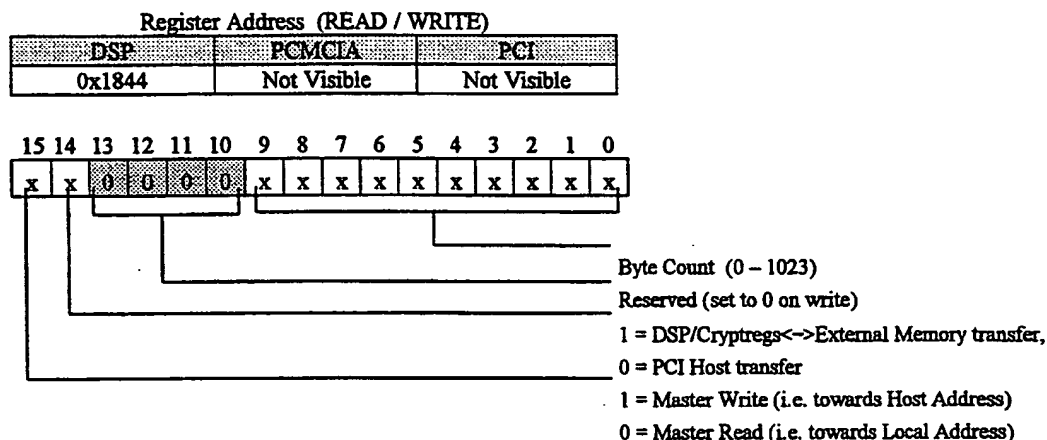 Register Address (READ / WRITE)
DSP PCMCIA PCI
0x1844 Not Visible Not Visible
15 14 13 12 11 10 9 8 7 6 5 4 3 2 1 0
x x 0 0 0 0 x x x x x x x x x x
Byte Count (0 – 1023)
Reserved (set to 0 on write)
1 = DSP/Cryptregs<->External Memory transfer,
0 = PCI Host transfer
1 = Master Write (i.e. towards Host Address)
0 = Master Read (i.e. towards Local Address)